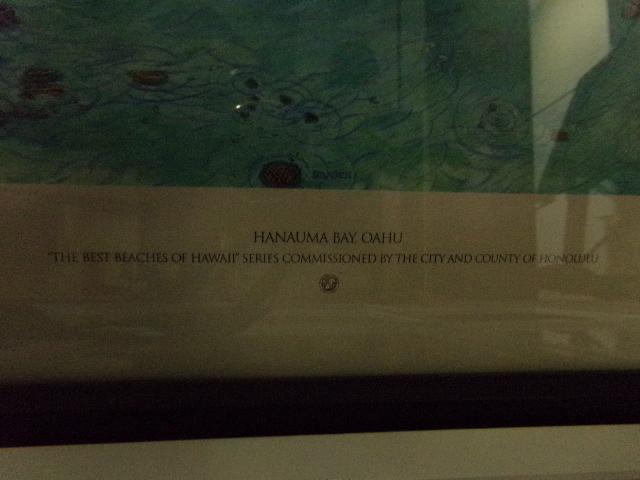 HANAUMA BAY, OAHU
"THE BEST BEACHES OF HAWAII" SERIES COMMISSIONED BY THE CITY AND COUNTY OF HONOLULU